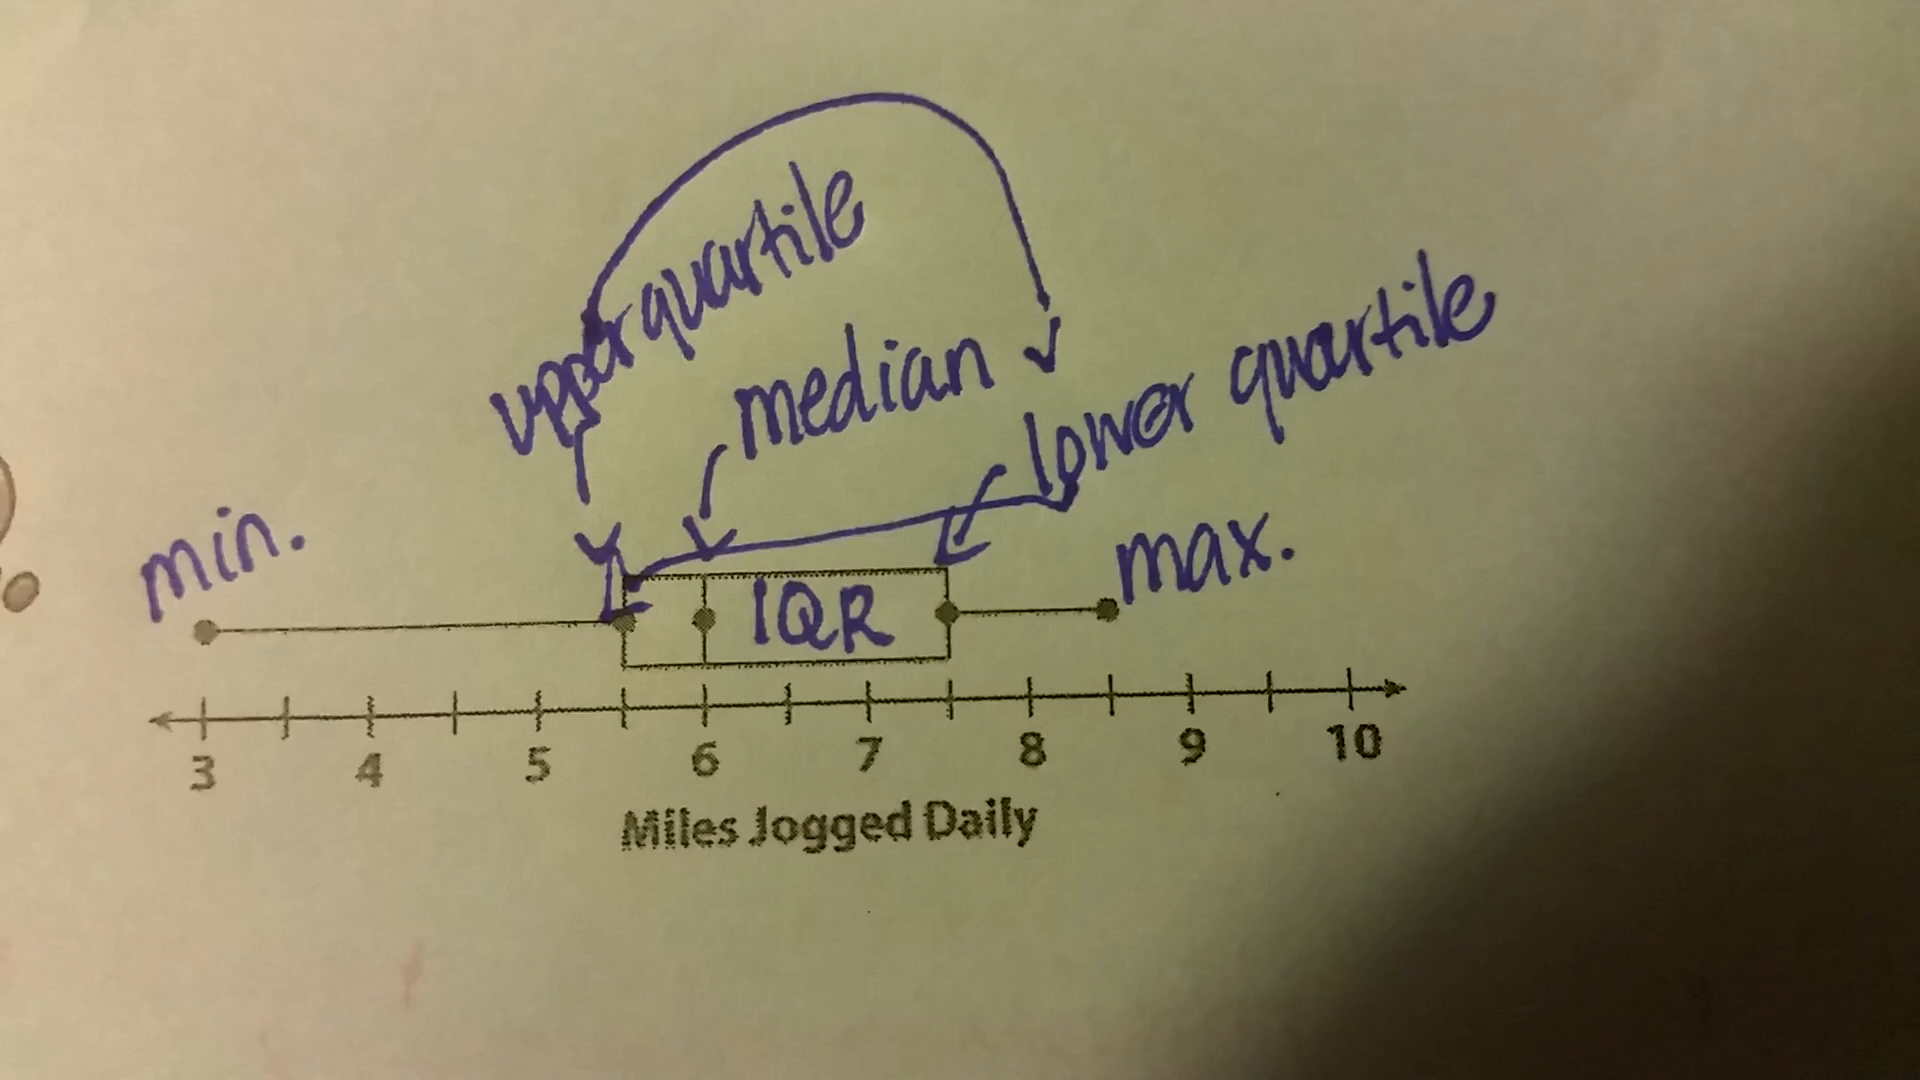 upper quartile
median
lower quartile
min.
max.
IQR
3 4 5 6 7 8 9 10
Miles Jogged Daily